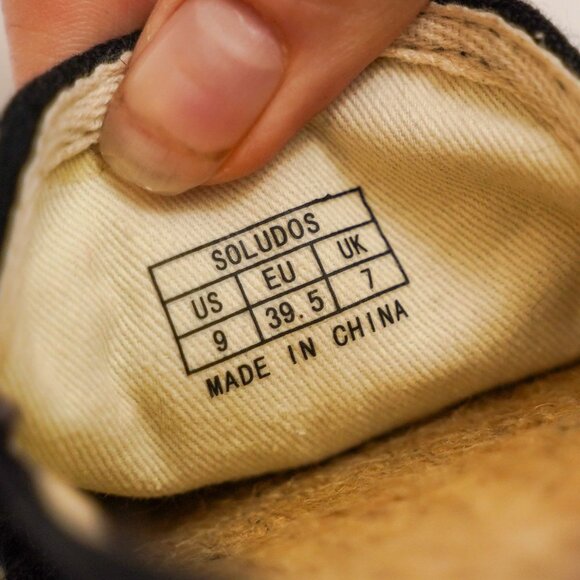 SOLUDOS
US EU UK
9 39.5 7
MADE IN CHINA